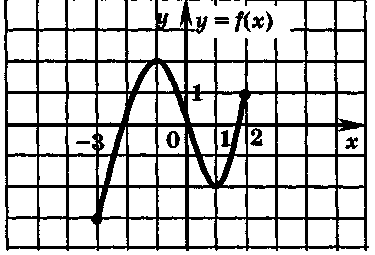 y y = f(x)
1
−3 0 1 2
x